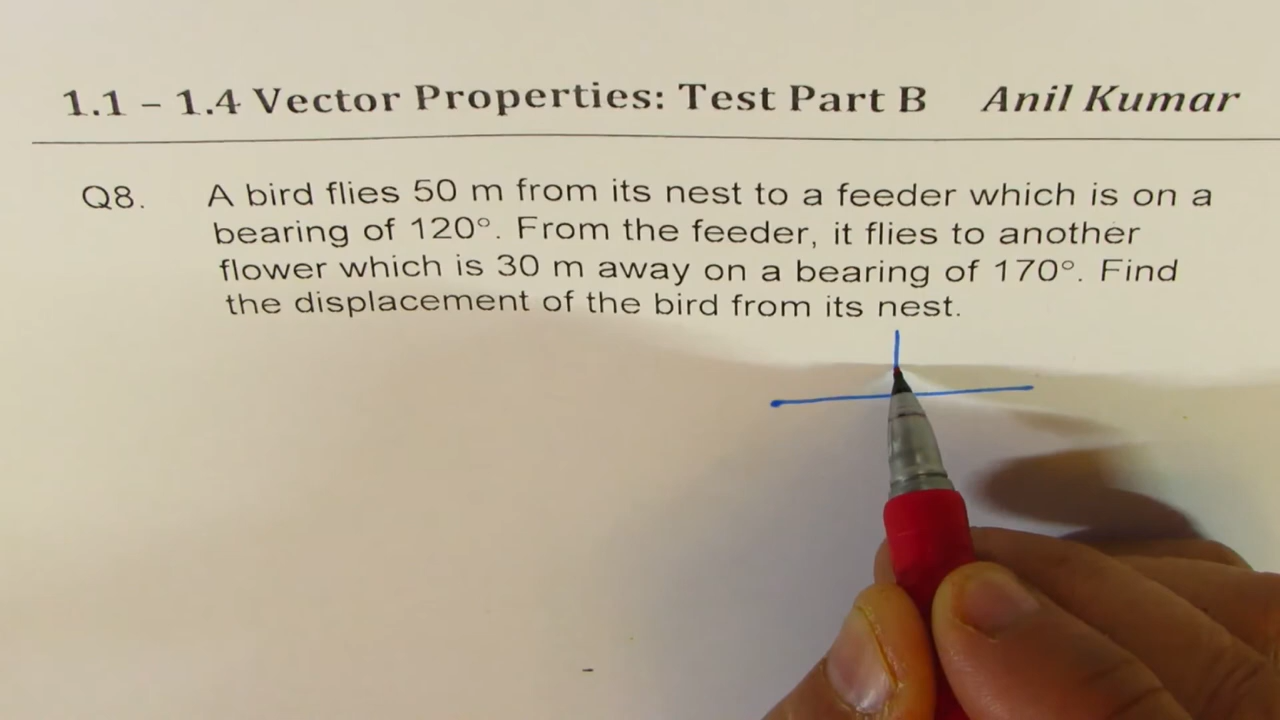 1.1 – 1.4 Vector Properties: Test Part B Anil Kumar
Q8. A bird flies 50 m from its nest to a feeder which is on a
bearing of 120°. From the feeder, it flies to another
flower which is 30 m away on a bearing of 170°. Find
the displacement of the bird from its nest.